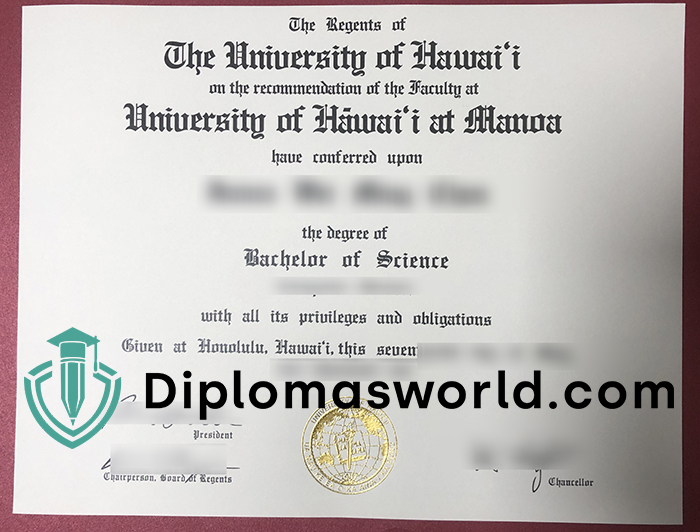 The Regents of
The University of Hawai‘i
on the recommendation of the Faculty at
University of Hāwai‘i at Manoa
have conferred upon
the degree of
Bachelor of Science
with all its privileges and obligations
Given at Honolulu, Hawai‘i, this seven
Diplomasworld.com
President
Chairperson, Board of Regents
Chancellor